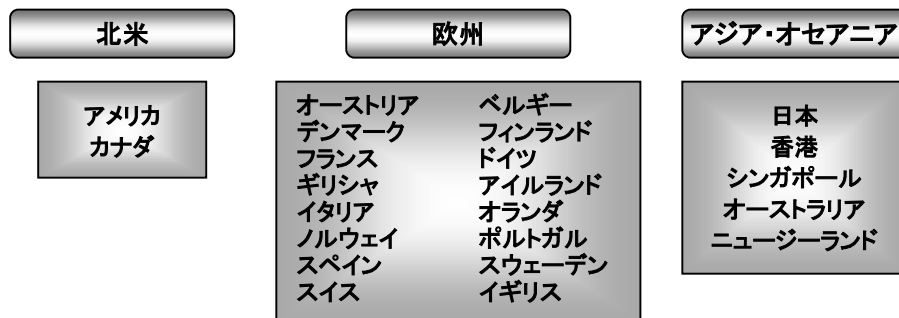 北米
アメリカ
カナダ
欧州
オーストリア ベルギー
デンマーク フィンランド
フランス ドイツ
ギリシャ アイルランド
イタリア オランダ
ノルウェイ ポルトガル
スペイン スウェーデン
スイス イギリス
アジア・オセアニア
日本
香港
シンガポール
オーストラリア
ニュージーランド